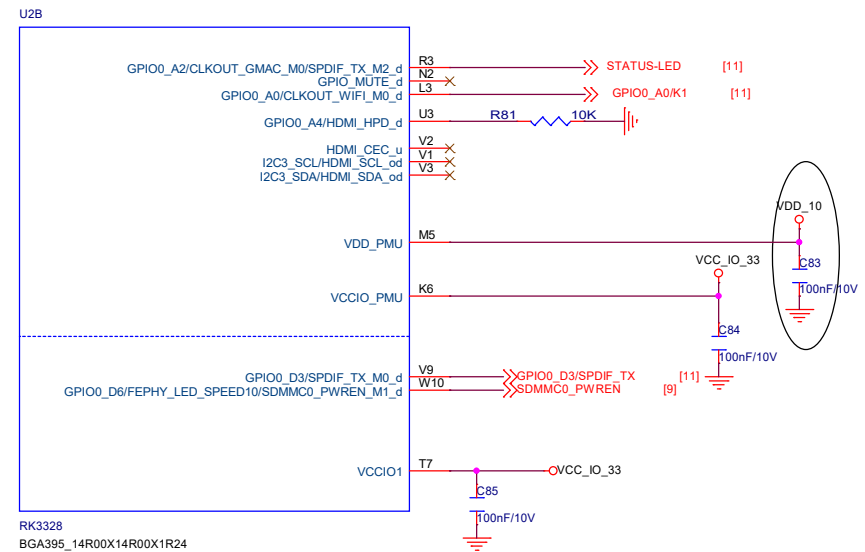 U2B
GPIO0_A2/CLKOUT_GMAC_M0/SPDIF_TX_M2_d R3 STATUS-LED [11]
GPIO_MUTE_d N2
GPIO0_A0/CLKOUT_WIFI_M0_d L3 GPIO0_A0/K1 [11]
GPIO0_A4/HDMI_HPD_d U3 R81 10K
HDMI_CEC_u V2
I2C3_SCL/HDMI_SCL_od V1
I2C3_SDA/HDMI_SDA_od V3
VDD_10
VDD_PMU M5
VCC_IO_33 C83
VCCIO_PMU K6 100nF/10V
C84
100nF/10V
GPIO0_D3/SPDIF_TX_M0_d V9 GPIO0_D3/SPDIF_TX [11]
GPIO0_D6/FEPHY_LED_SPEED10/SDMMC0_PWREN_M1_d W10 SDMMC0_PWREN [9]
VCCIO1 T7 VCC_IO_33
C85
100nF/10V
RK3328
BGA395_14R00X14R00X1R24